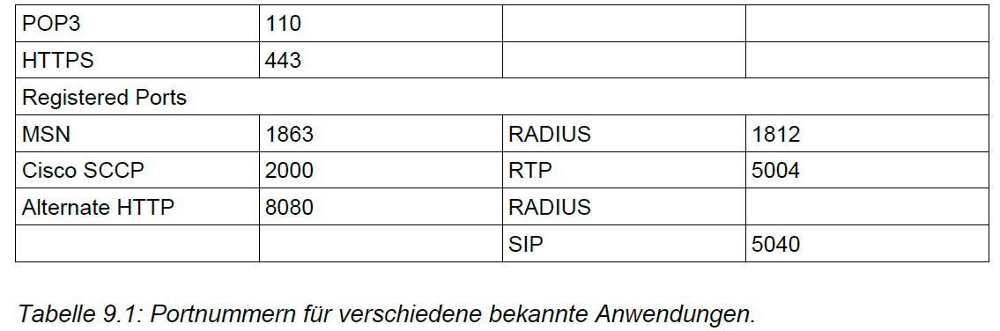 POP3 110
HTTPS 443
Registered Ports
MSN 1863 RADIUS 1812
Cisco SCCP 2000 RTP 5004
Alternate HTTP 8080 RADIUS
SIP 5040
Tabelle 9.1: Portnummern für verschiedene bekannte Anwendungen.